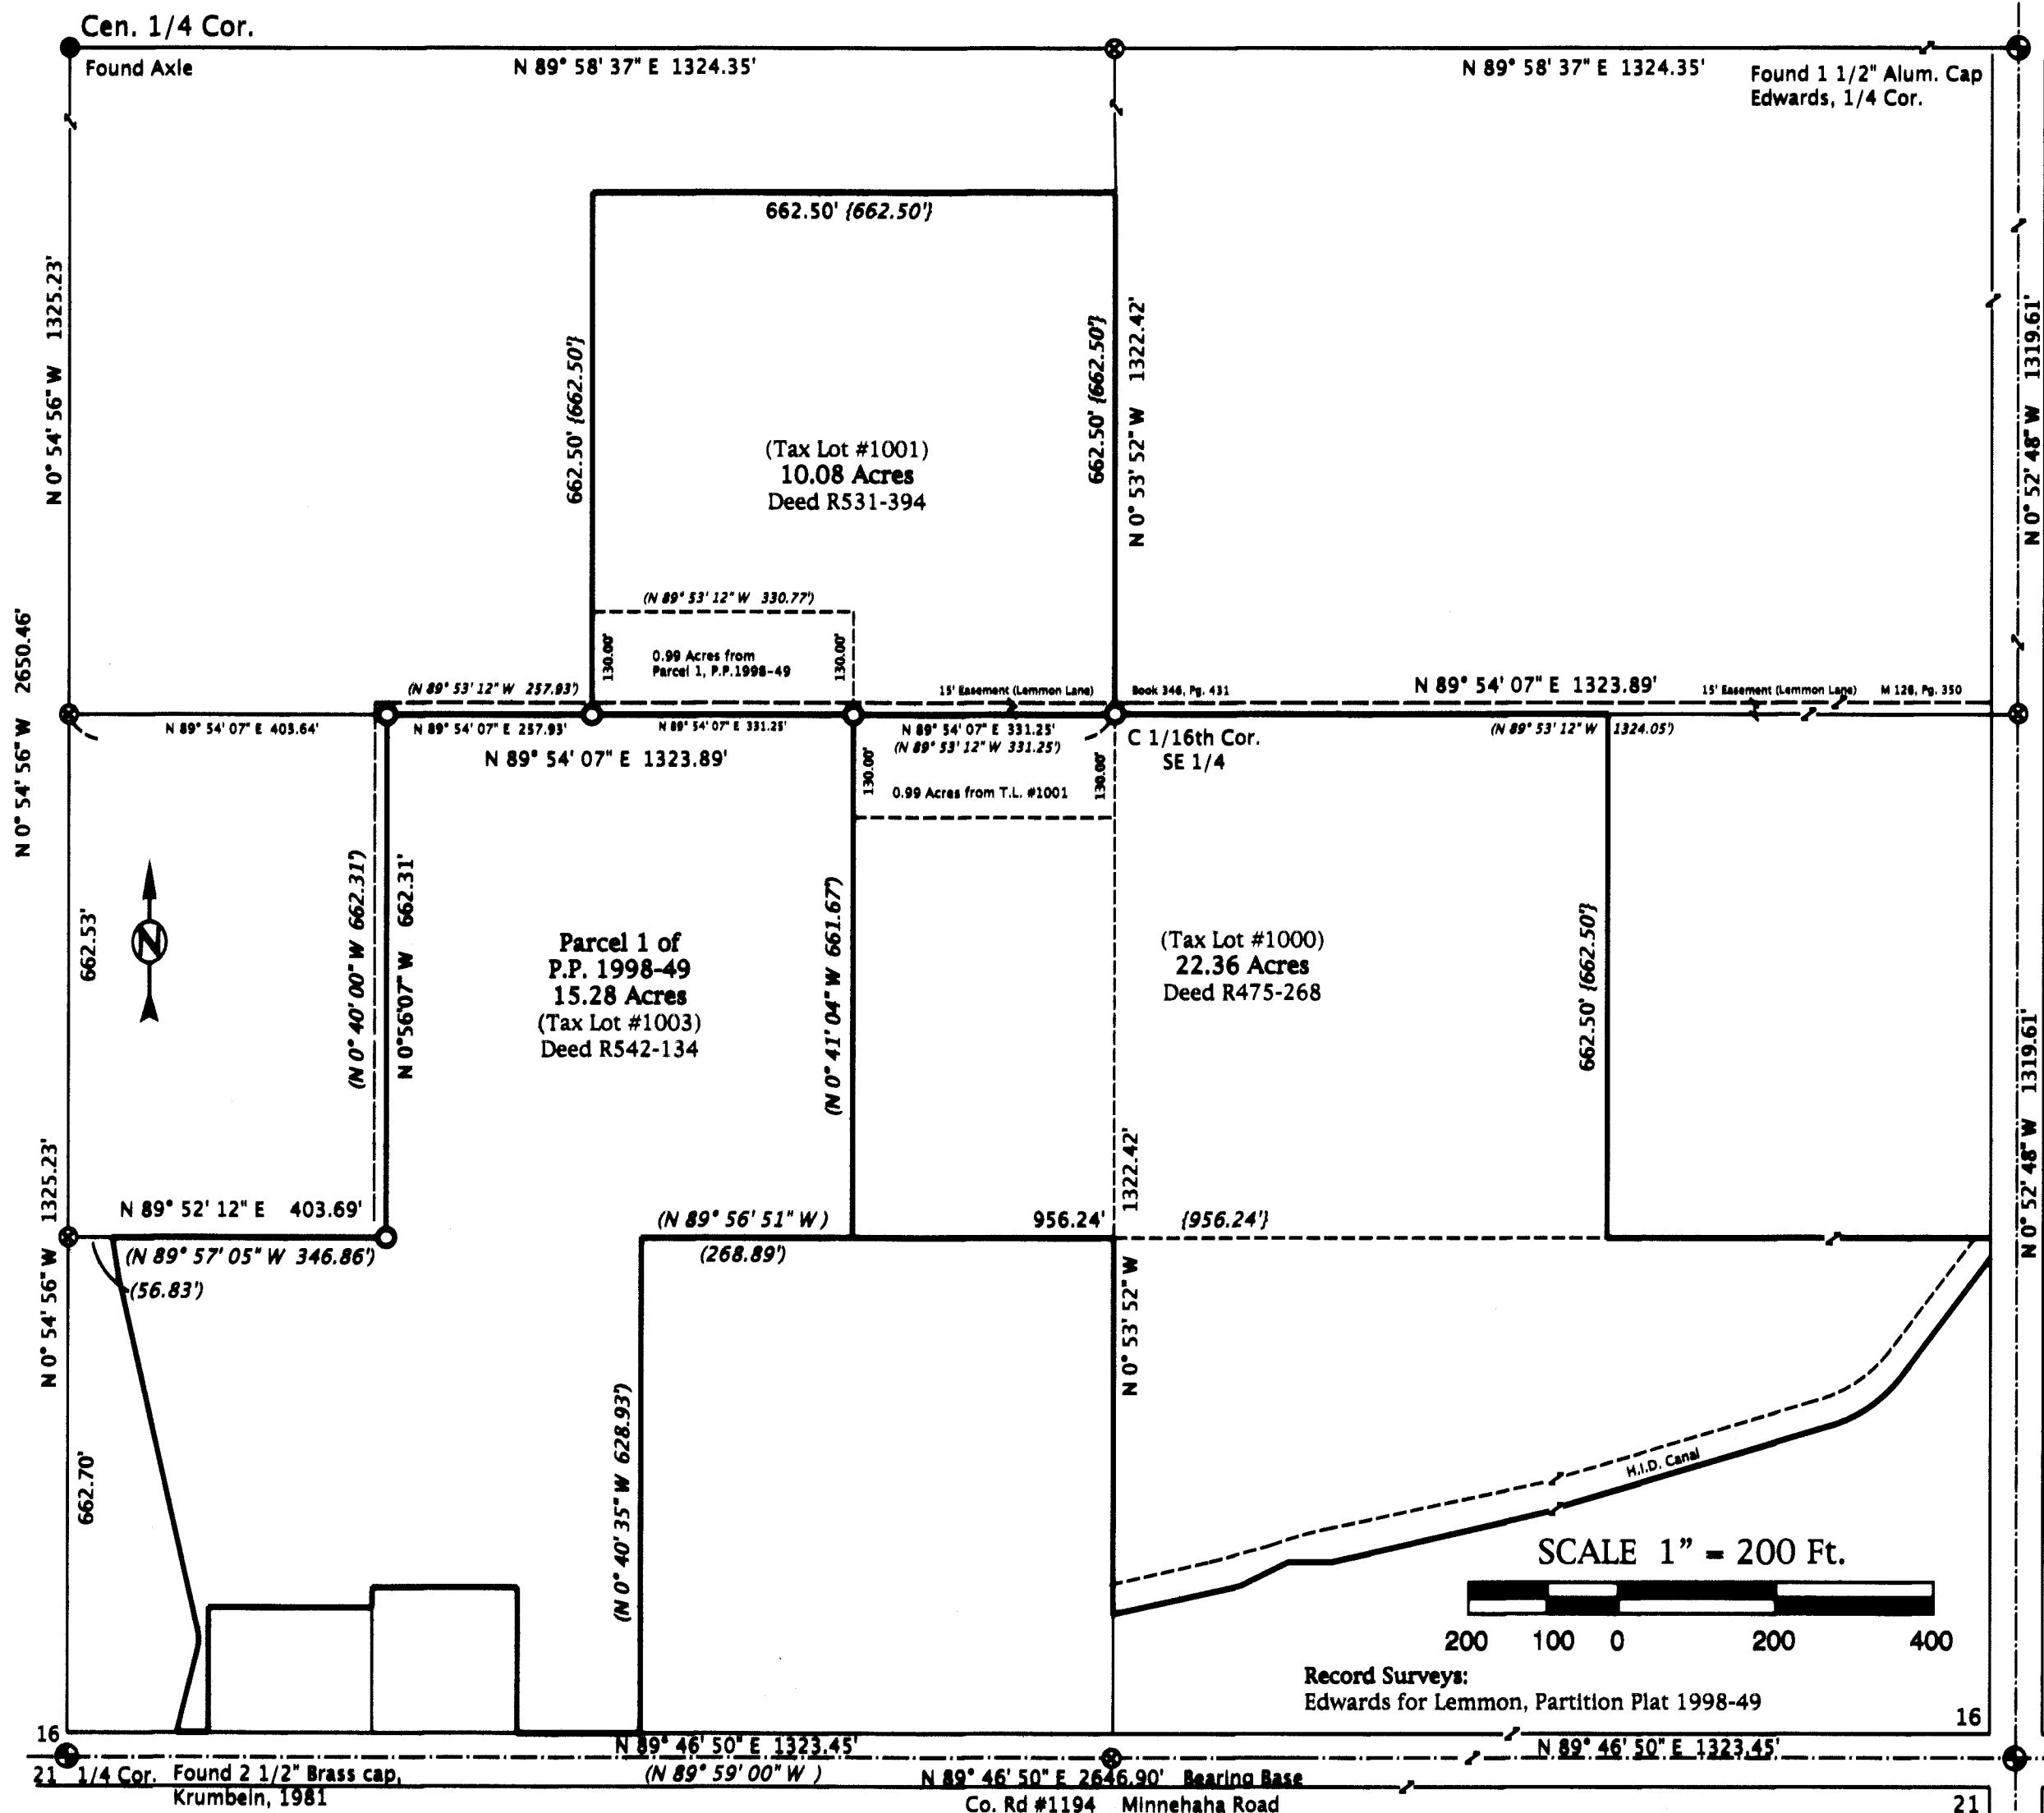 Cen. 1/4 Cor.
Found Axle
N 89° 58' 37" E 1324.35'
N 89° 58' 37" E 1324.35'
Found 1 1/2" Alum. Cap
Edwards, 1/4 Cor.
662.50' {662.50'}
N 0° 54' 56" W 1325.23'
662.50' {662.50'}
662.50' {662.50'}
N 0° 53' 52" W 1322.42'
N 0° 52' 48" W 1319.61'
(Tax Lot #1001)
10.08 Acres
Deed R531-394
(N 89° 53' 12" W 330.77')
130.00'
0.99 Acres from
Parcel 1, P.P.1998-49
130.00'
N 0° 54' 56" W 2650.46'
(N 89° 53' 12" W 257.93')
15' Easement (Lemmon Lane)
Book 346, Pg. 431
N 89° 54' 07" E 1323.89'
15' Easement (Lemmon Lane)
M 126, Pg. 350
N 89° 54' 07" E 403.64'
N 89° 54' 07" E 257.93'
N 89° 54' 07" E 331.25'
N 89° 54' 07" E 331.25'
(N 89° 53' 12" W 331.25')
(N 89° 53' 12" W 1324.05')
N 89° 54' 07" E 1323.89'
C 1/16th Cor.
SE 1/4
130.00'
0.99 Acres from T.L. #1001
130.00'
662.53'
N
(N 0° 40' 00" W 662.31')
N 0°56'07" W 662.31'
Parcel 1 of
P.P. 1998-49
15.28 Acres
(Tax Lot #1003)
Deed R542-134
(N 0° 41' 04" W 661.67')
(Tax Lot #1000)
22.36 Acres
Deed R475-268
662.50' {662.50'}
N 0° 52' 48" W 1319.61'
N 0° 54' 56" W 1325.23'
N 89° 52' 12" E 403.69'
(N 89° 57' 05" W 346.86')
(56.83')
(N 89° 56' 51" W )
956.24'
{956.24'}
(268.89')
N 0° 53' 52" W 1322.42'
662.70'
(N 0° 40' 35" W 628.93')
H.I.D. Canal
SCALE 1" = 200 Ft.
200 100 0 200 400
Record Surveys:
Edwards for Lemmon, Partition Plat 1998-49
16
16
N 89° 46' 50" E 1323.45'
N 89° 46' 50" E 1323.45'
21 1/4 Cor. Found 2 1/2" Brass cap,
Krumbein, 1981
(N 89° 59' 00" W )
N 89° 46' 50" E 2646.90' Bearing Base
Co. Rd #1194 Minnehaha Road
21